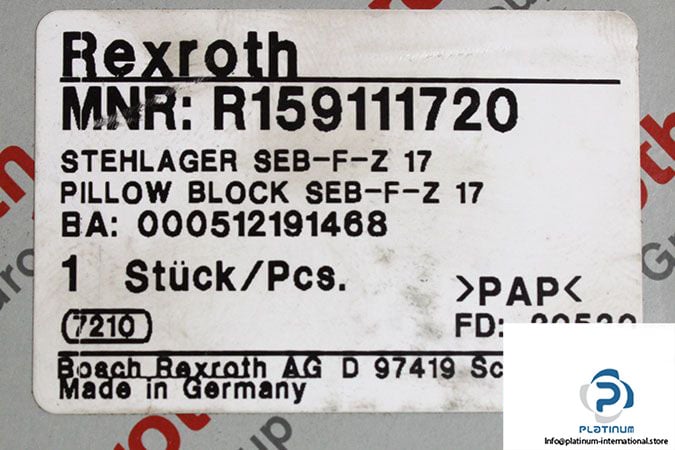 Rexroth
MNR: R159111720
STEHLAGER SEB-F-Z 17
PILLOW BLOCK SEB-F-Z 17
BA: 000512191468
1 Stück/Pcs.
>PAP<
7210
FD:
Bosch Rexroth AG D 97419
Made in Germany
PLATINUM
Info@platinum-international.store